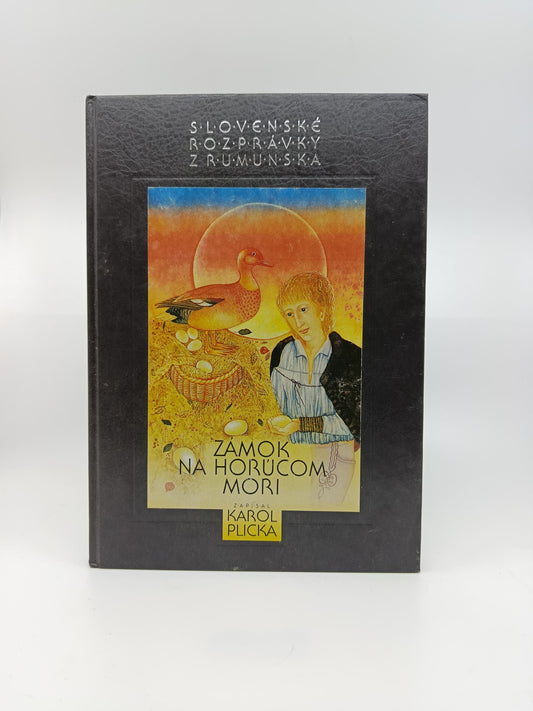 SLOVENSKÉ
ROZPRÁVKY
Z RUMUNSKA
ZÁMOK
NA HORÚCOM
MORI
ZAPÍSAL
KAROL
PLICKA